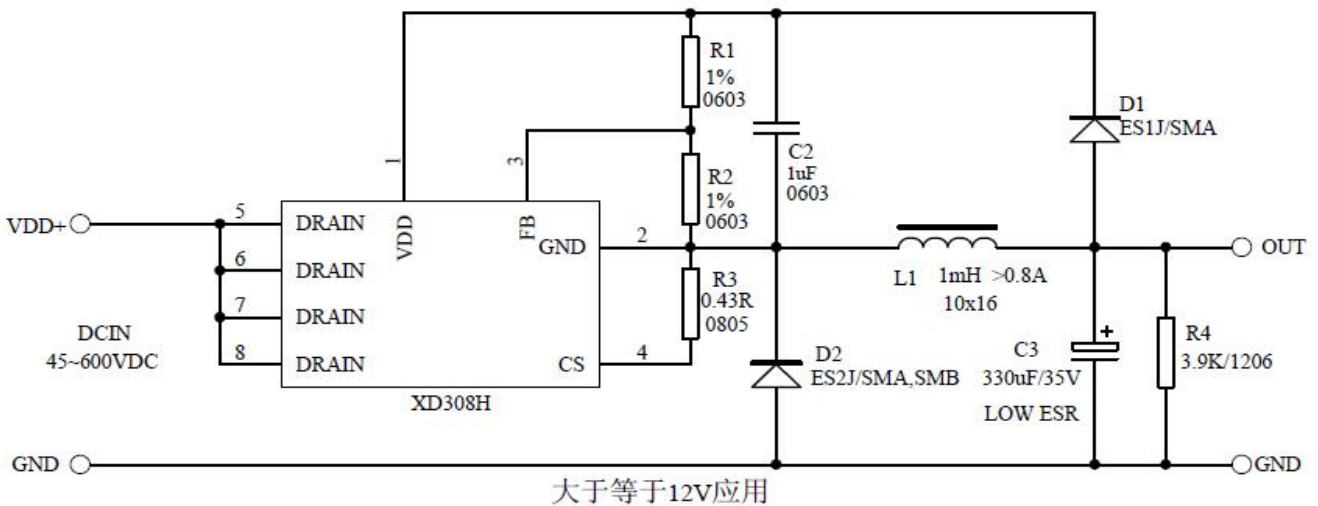 R1
1%
0603
D1
ES1J/SMA
C2
1uF
0603
R2
1%
0603
1
3
VDD+
5
DRAIN
VDD
FB
GND
2
6
DRAIN
7
DRAIN
8
DRAIN
CS
4
R3
0.43R
0805
L1
1mH >0.8A
10x16
OUT
DCIN
45~600VDC
XD308H
D2
ES2J/SMA,SMB
C3
330uF/35V
LOW ESR
+
R4
3.9K/1206
GND
GND
大于等于12V应用